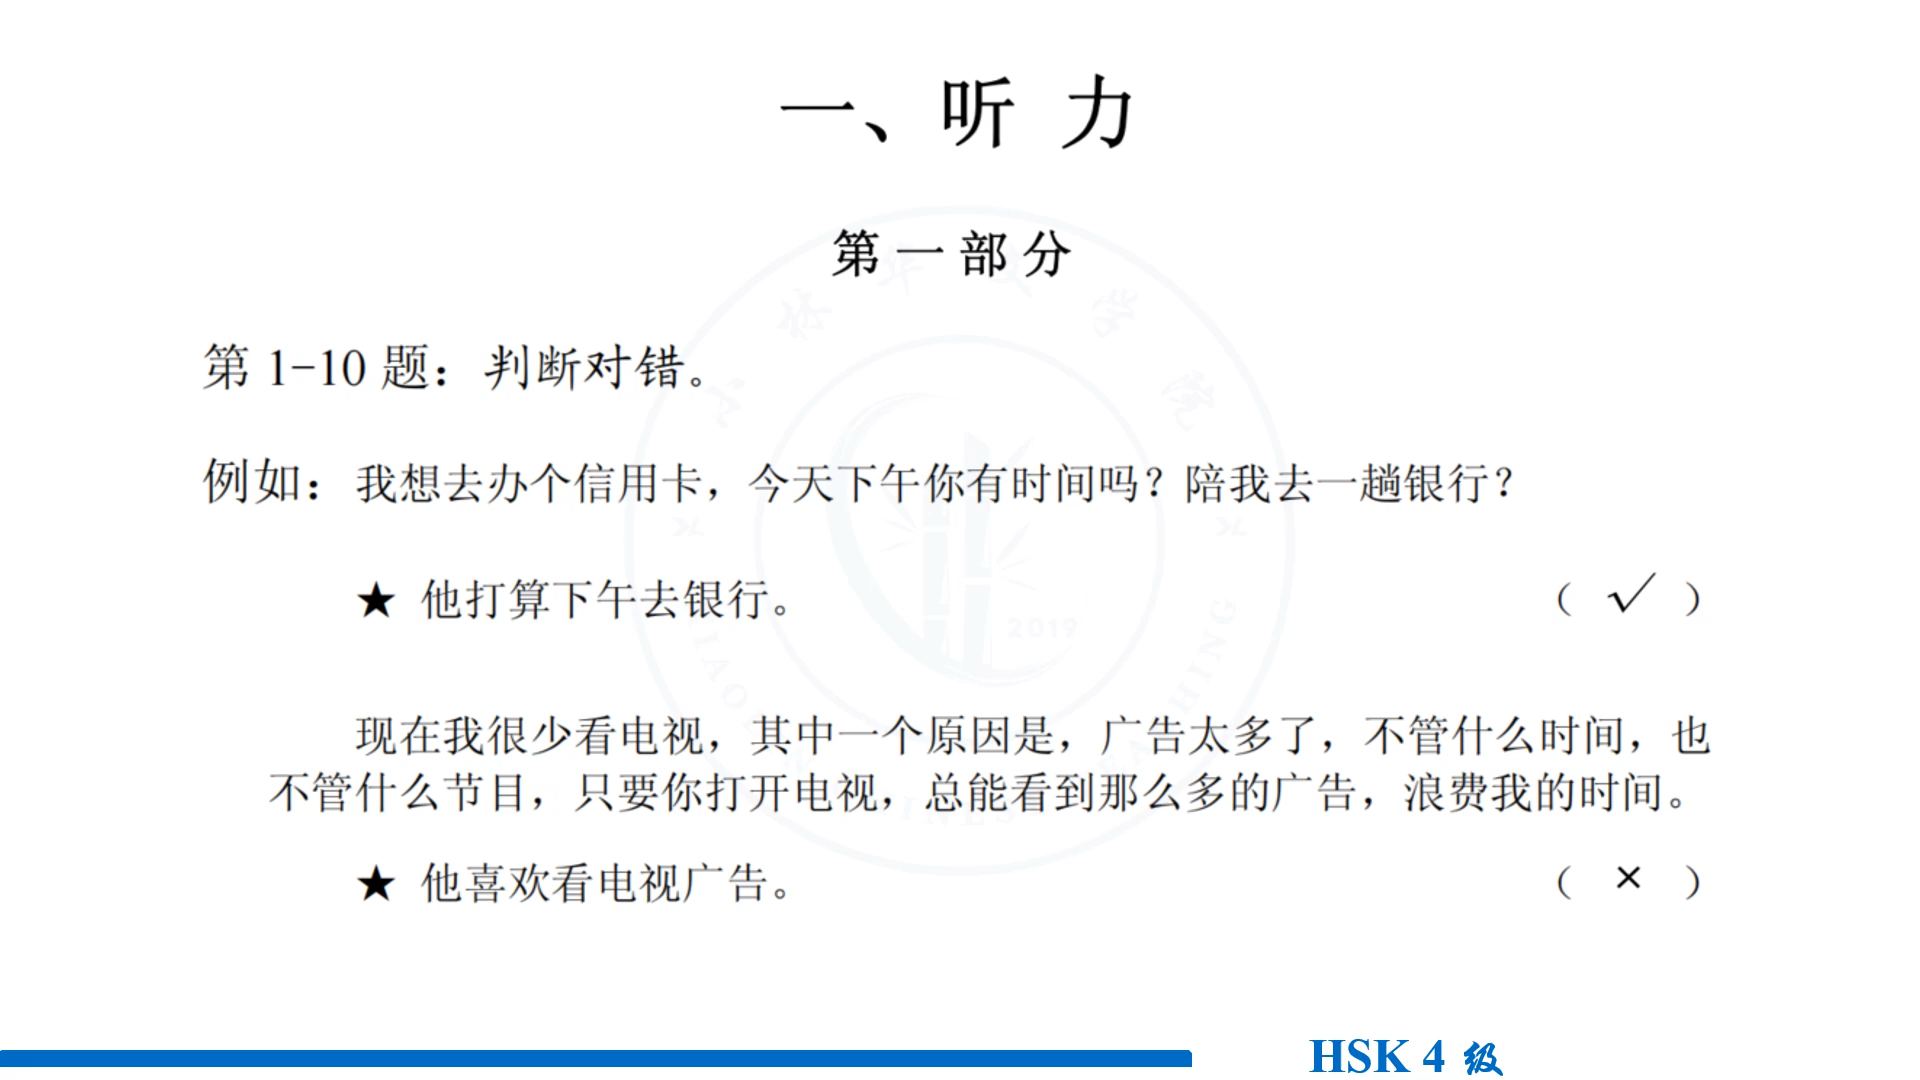 一、听 力
第一部分
第 1-10 题：判断对错。
例如：我想去办个信用卡，今天下午你有时间吗？陪我去一趟银行？
★ 他打算下午去银行。 （ √ ）
现在我很少看电视，其中一个原因是，广告太多了，不管什么时间，也
不管什么节目，只要你打开电视，总能看到那么多的广告，浪费我的时间。
★ 他喜欢看电视广告。 （ × ）
2019
HSK 4 级